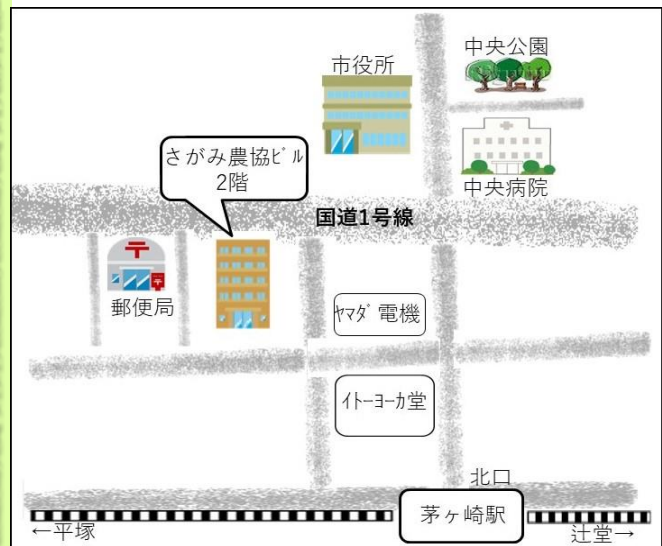 中央公園
市役所
さがみ農協ﾋﾞﾙ
2階
中央病院
国道1号線
〒
郵便局
ﾔﾏﾀﾞ電機
ｲﾄｰﾖｰｶ堂
北口
茅ヶ崎駅
←平塚
辻堂→